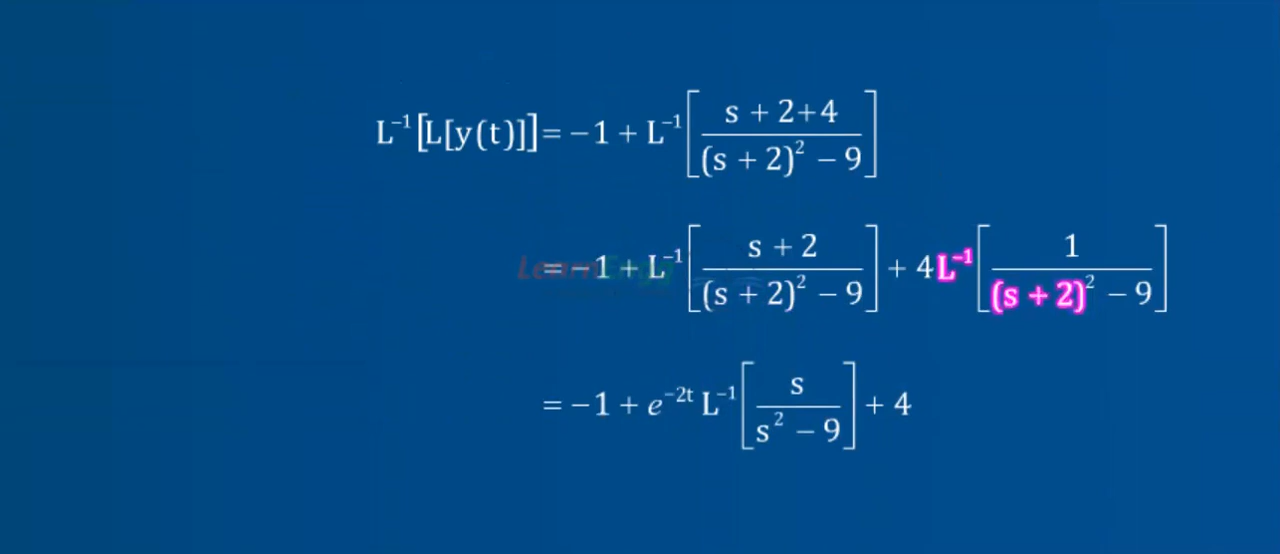 L⁻¹[L[y(t)]] = −1 + L⁻¹[(s + 2+4)/((s + 2)² − 9)]
= −1 + L⁻¹[(s + 2)/((s + 2)² − 9)] + 4L⁻¹[1/((s + 2)² − 9)]
= −1 + e⁻²ᵗ L⁻¹[s/(s² − 9)] + 4